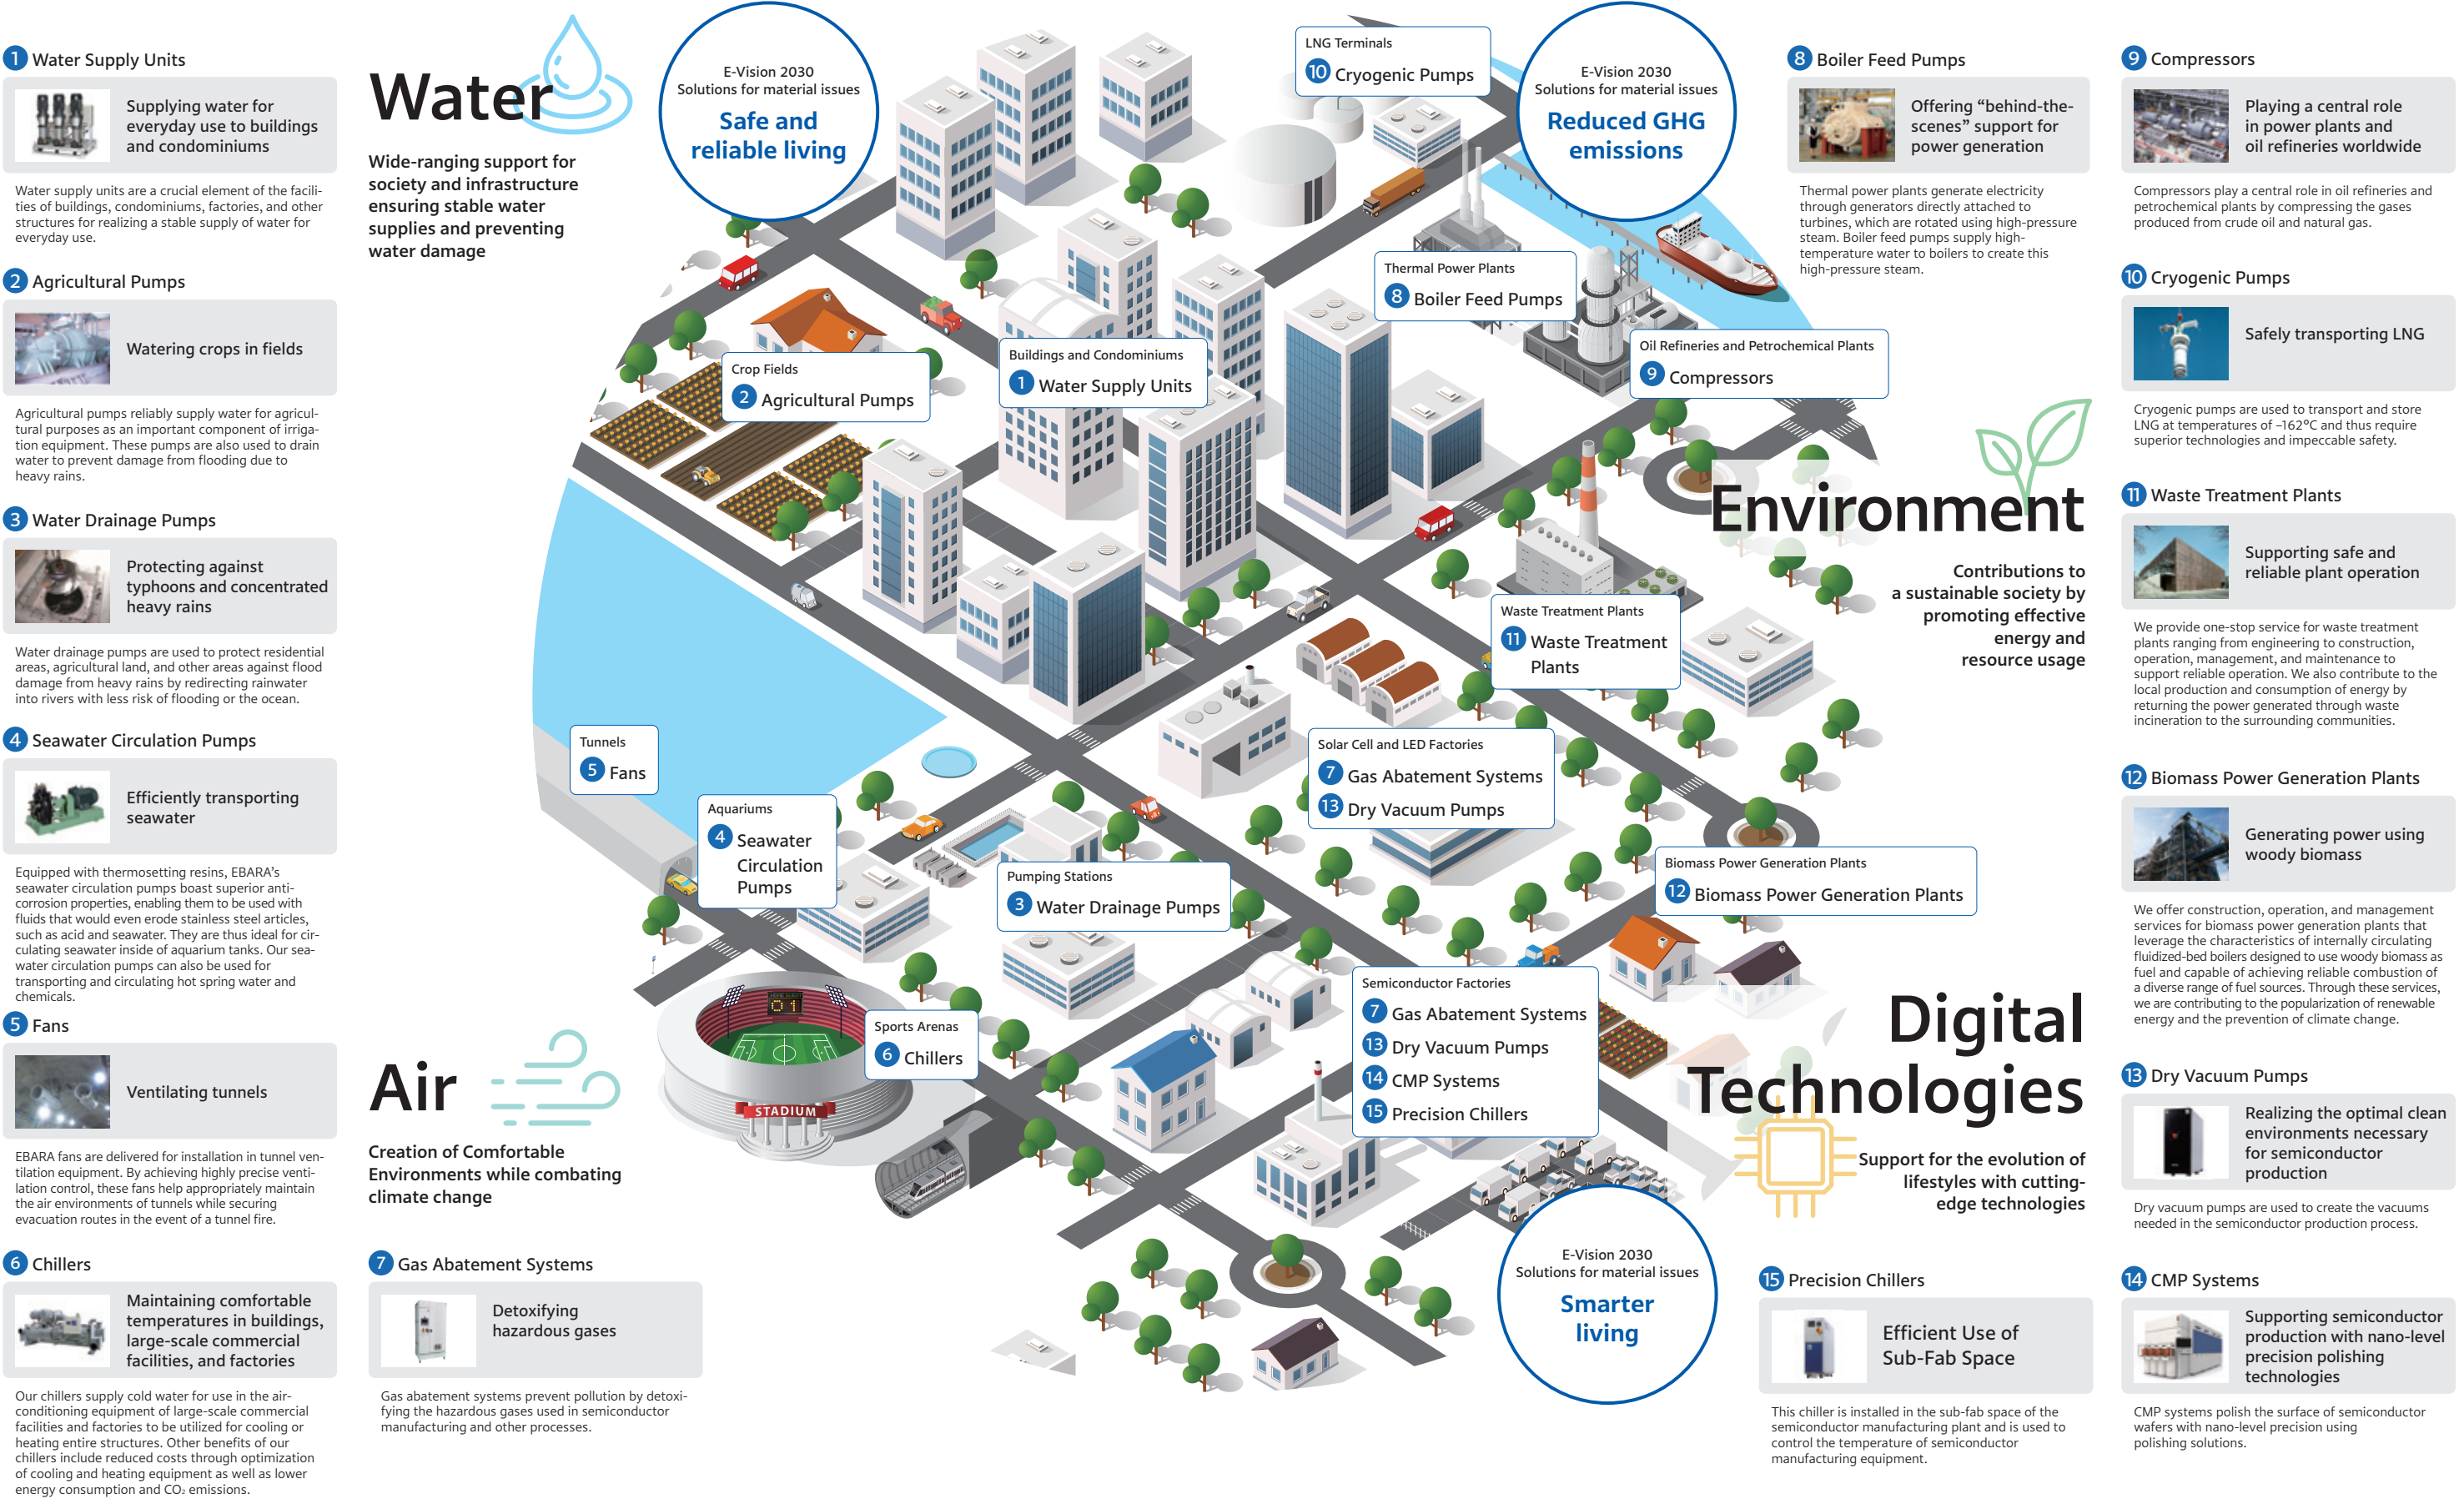 1 Water Supply Units
Supplying water for
everyday use to buildings
and condominiums
Water supply units are a crucial element of the facili-
ties of buildings, condominiums, factories, and other
structures for realizing a stable supply of water for
everyday use.
2 Agricultural Pumps
Watering crops in fields
Agricultural pumps reliably supply water for agricul-
tural purposes as an important component of irriga-
tion equipment. These pumps are also used to drain
water to prevent damage from flooding due to
heavy rains.
3 Water Drainage Pumps
Protecting against
typhoons and concentrated
heavy rains
Water drainage pumps are used to protect residential
areas, agricultural land, and other areas against flood
damage from heavy rains by redirecting rainwater
into rivers with less risk of flooding or the ocean.
4 Seawater Circulation Pumps
Efficiently transporting
seawater
Equipped with thermosetting resins, EBARA's
seawater circulation pumps boast superior anti-
corrosion properties, enabling them to be used with
fluids that would even erode stainless steel articles,
such as acid and seawater. They are thus ideal for cir-
culating seawater inside of aquarium tanks. Our sea-
water circulation pumps can also be used for
transporting and circulating hot spring water and
chemicals.
5 Fans
Ventilating tunnels
EBARA fans are delivered for installation in tunnel ven-
tilation equipment. By achieving highly precise venti-
lation control, these fans help appropriately maintain
the air environments of tunnels while securing
evacuation routes in the event of a tunnel fire.
6 Chillers
Maintaining comfortable
temperatures in buildings,
large-scale commercial
facilities, and factories
Our chillers supply cold water for use in the air-
conditioning equipment of large-scale commercial
facilities and factories to be utilized for cooling or
heating entire structures. Other benefits of our
chillers include reduced costs through optimization
of cooling and heating equipment as well as lower
energy consumption and CO₂ emissions.
Water
Wide-ranging support for
society and infrastructure
ensuring stable water
supplies and preventing
water damage
E-Vision 2030
Solutions for material issues
Safe and
reliable living
LNG Terminals
10 Cryogenic Pumps
E-Vision 2030
Solutions for material issues
Reduced GHG
emissions
Thermal Power Plants
8 Boiler Feed Pumps
Oil Refineries and Petrochemical Plants
9 Compressors
Crop Fields
2 Agricultural Pumps
Buildings and Condominiums
1 Water Supply Units
Waste Treatment Plants
11 Waste Treatment
Plants
Tunnels
5 Fans
Aquariums
4 Seawater
Circulation
Pumps
Solar Cell and LED Factories
7 Gas Abatement Systems
13 Dry Vacuum Pumps
Pumping Stations
3 Water Drainage Pumps
Biomass Power Generation Plants
12 Biomass Power Generation Plants
Sports Arenas
6 Chillers
01
STADIUM
Semiconductor Factories
7 Gas Abatement Systems
13 Dry Vacuum Pumps
14 CMP Systems
15 Precision Chillers
Air
Creation of Comfortable
Environments while combating
climate change
7 Gas Abatement Systems
Detoxifying
hazardous gases
Gas abatement systems prevent pollution by detoxi-
fying the hazardous gases used in semiconductor
manufacturing and other processes.
E-Vision 2030
Solutions for material issues
Smarter
living
8 Boiler Feed Pumps
Offering “behind-the-
scenes” support for
power generation
Thermal power plants generate electricity
through generators directly attached to
turbines, which are rotated using high-pressure
steam. Boiler feed pumps supply high-
temperature water to boilers to create this
high-pressure steam.
Environment
Contributions to
a sustainable society by
promoting effective
energy and
resource usage
Digital
Technologies
Support for the evolution of
lifestyles with cutting-
edge technologies
15 Precision Chillers
Efficient Use of
Sub-Fab Space
This chiller is installed in the sub-fab space of the
semiconductor manufacturing plant and is used to
control the temperature of semiconductor
manufacturing equipment.
9 Compressors
Playing a central role
in power plants and
oil refineries worldwide
Compressors play a central role in oil refineries and
petrochemical plants by compressing the gases
produced from crude oil and natural gas.
10 Cryogenic Pumps
Safely transporting LNG
Cryogenic pumps are used to transport and store
LNG at temperatures of –162°C and thus require
superior technologies and impeccable safety.
11 Waste Treatment Plants
Supporting safe and
reliable plant operation
We provide one-stop service for waste treatment
plants ranging from engineering to construction,
operation, management, and maintenance to
support reliable operation. We also contribute to the
local production and consumption of energy by
returning the power generated through waste
incineration to the surrounding communities.
12 Biomass Power Generation Plants
Generating power using
woody biomass
We offer construction, operation, and management
services for biomass power generation plants that
leverage the characteristics of internally circulating
fluidized-bed boilers designed to use woody biomass as
fuel and capable of achieving reliable combustion of
a diverse range of fuel sources. Through these services,
we are contributing to the popularization of renewable
energy and the prevention of climate change.
13 Dry Vacuum Pumps
Realizing the optimal clean
environments necessary
for semiconductor
production
Dry vacuum pumps are used to create the vacuums
needed in the semiconductor production process.
14 CMP Systems
Supporting semiconductor
production with nano-level
precision polishing
technologies
CMP systems polish the surface of semiconductor
wafers with nano-level precision using
polishing solutions.